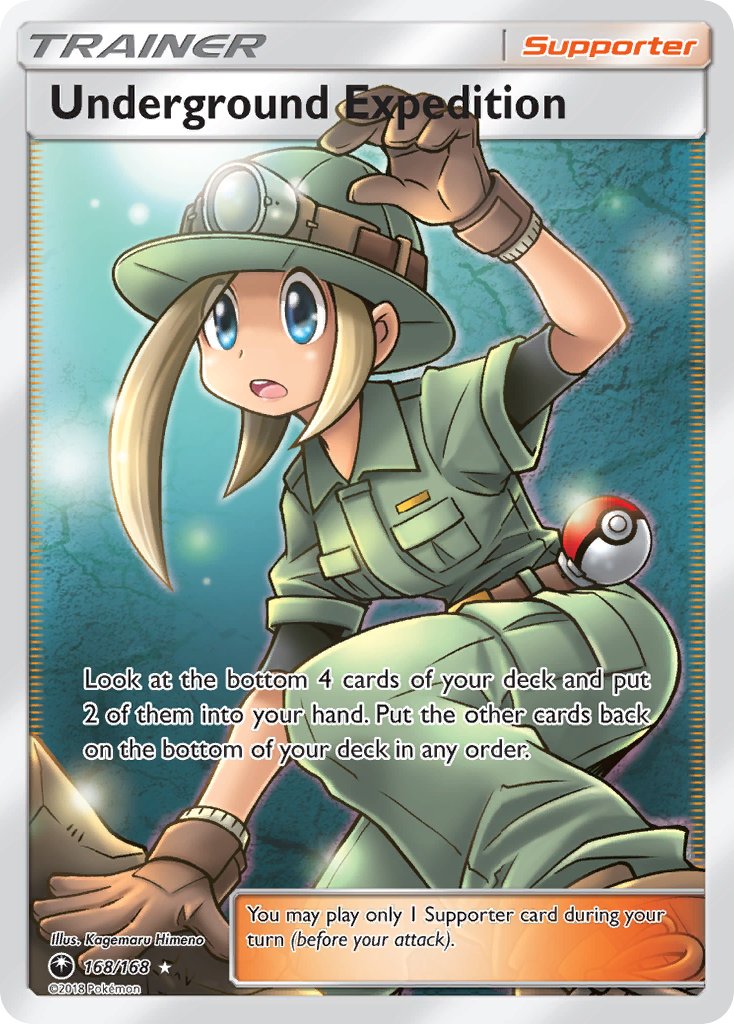 TRAINER
Supporter
Underground Expedition
Look at the bottom 4 cards of your deck and put
2 of them into your hand. Put the other cards back
on the bottom of your deck in any order.
You may play only 1 Supporter card during your
turn (before your attack).
Illus. Kagemaru Himeno
168/168 ★
©2018 Pokémon